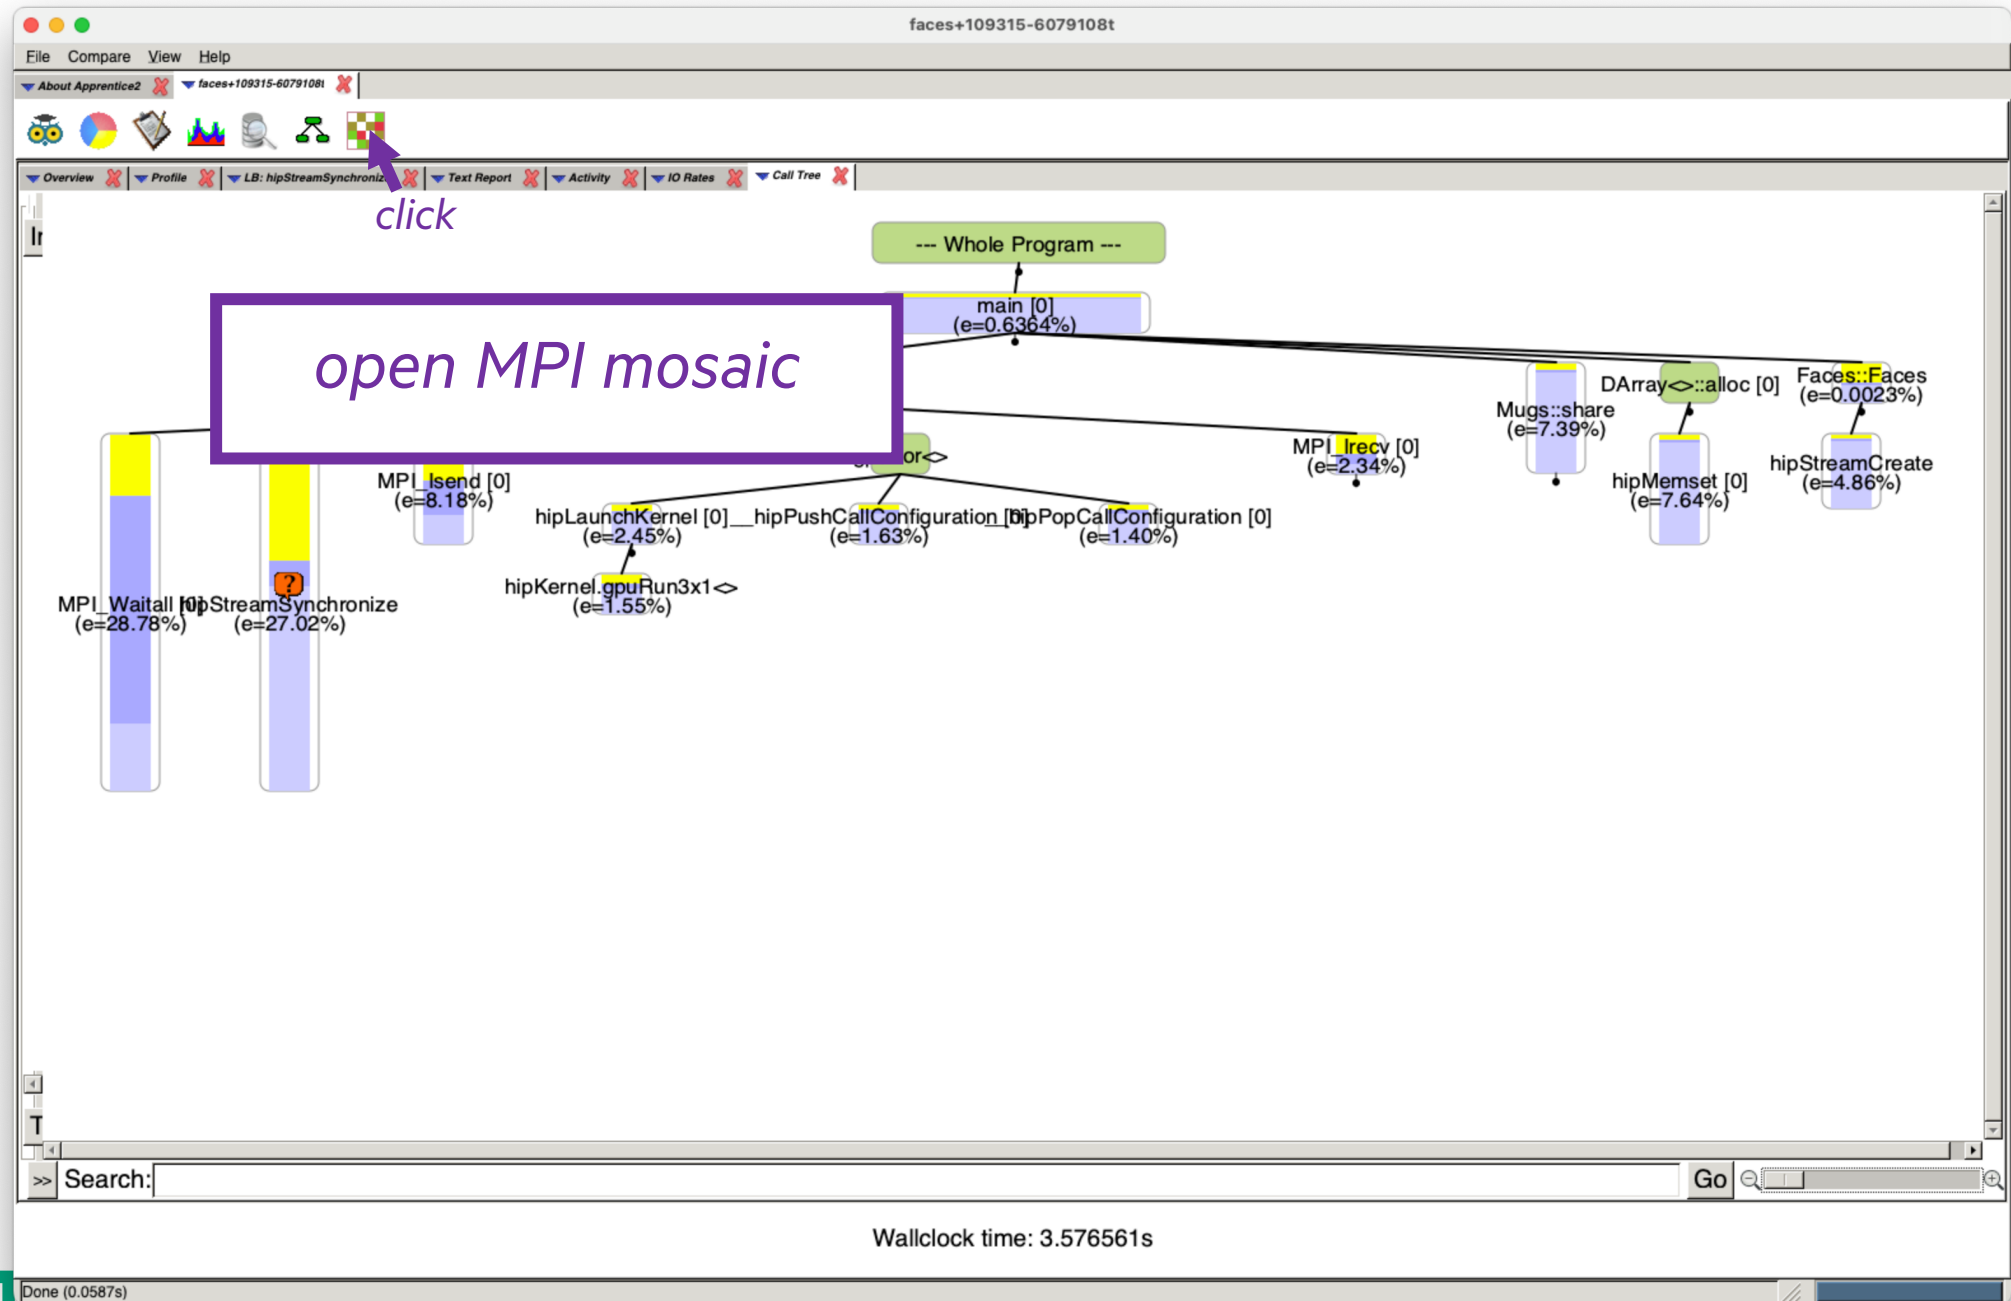 faces+109315-6079108t
File Compare View Help
About Apprentice2 faces+109315-6079108t
Overview Profile LB: hipStreamSynchroniz Text Report Activity IO Rates Call Tree
click
--- Whole Program ---
main [0]
(e=0.6364%)
open MPI mosaic
DArray<>::alloc [0]
Faces::Faces
(e=0.0023%)
Mugs::share
(e=7.39%)
MPI_Irecv [0]
(e=2.34%)
or<>
MPI_Isend [0]
(e=8.18%)
hipMemset [0]
(e=7.64%)
hipStreamCreate
(e=4.86%)
hipLaunchKernel [0]
(e=2.45%)
__hipPushCallConfiguration [0]
(e=1.63%)
__hipPopCallConfiguration [0]
(e=1.40%)
hipKernel.gpuRun3x1<>
(e=1.55%)
MPI_Waitall [0]
(e=28.78%)
?
hipStreamSynchronize
(e=27.02%)
>> Search: Go
Wallclock time: 3.576561s
Done (0.0587s)